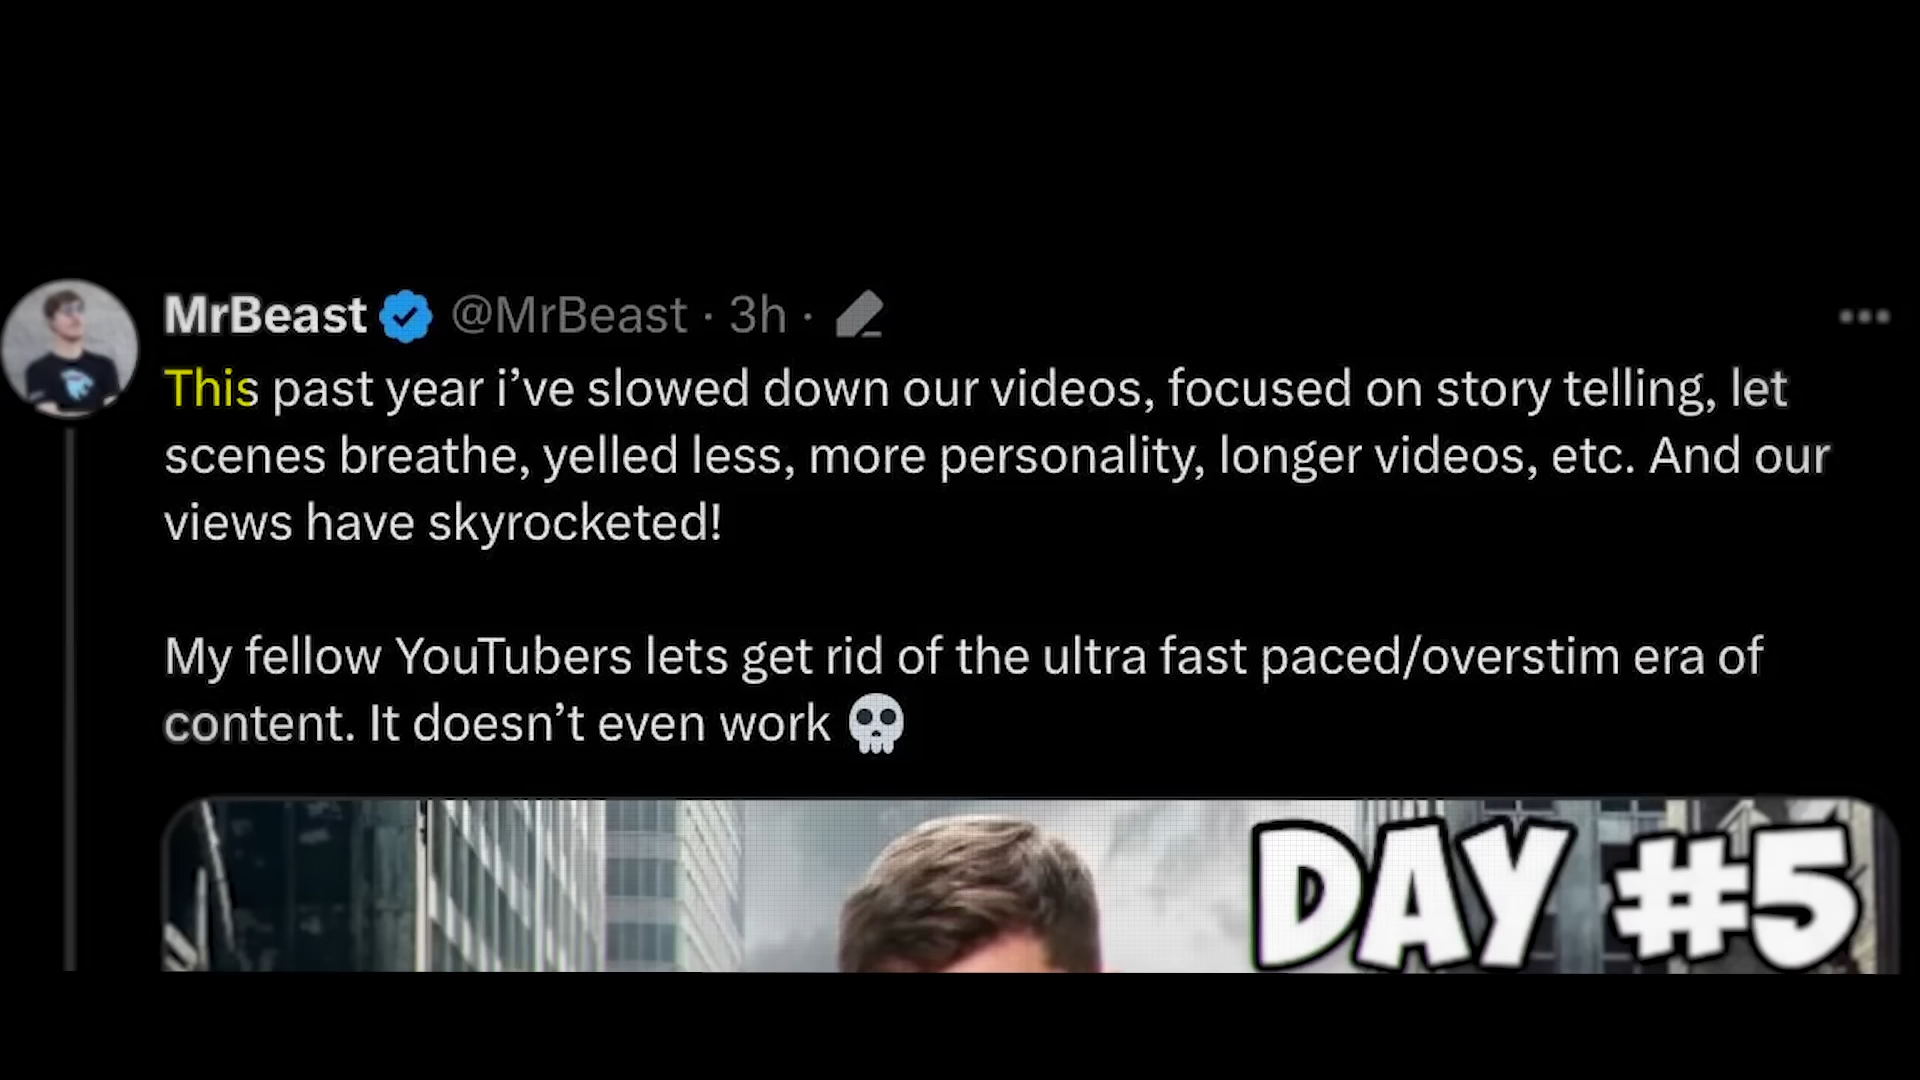 MrBeast @MrBeast · 3h ·
This past year i’ve slowed down our videos, focused on story telling, let
scenes breathe, yelled less, more personality, longer videos, etc. And our
views have skyrocketed!
My fellow YouTubers lets get rid of the ultra fast paced/overstim era of
content. It doesn’t even work 💀
DAY #5